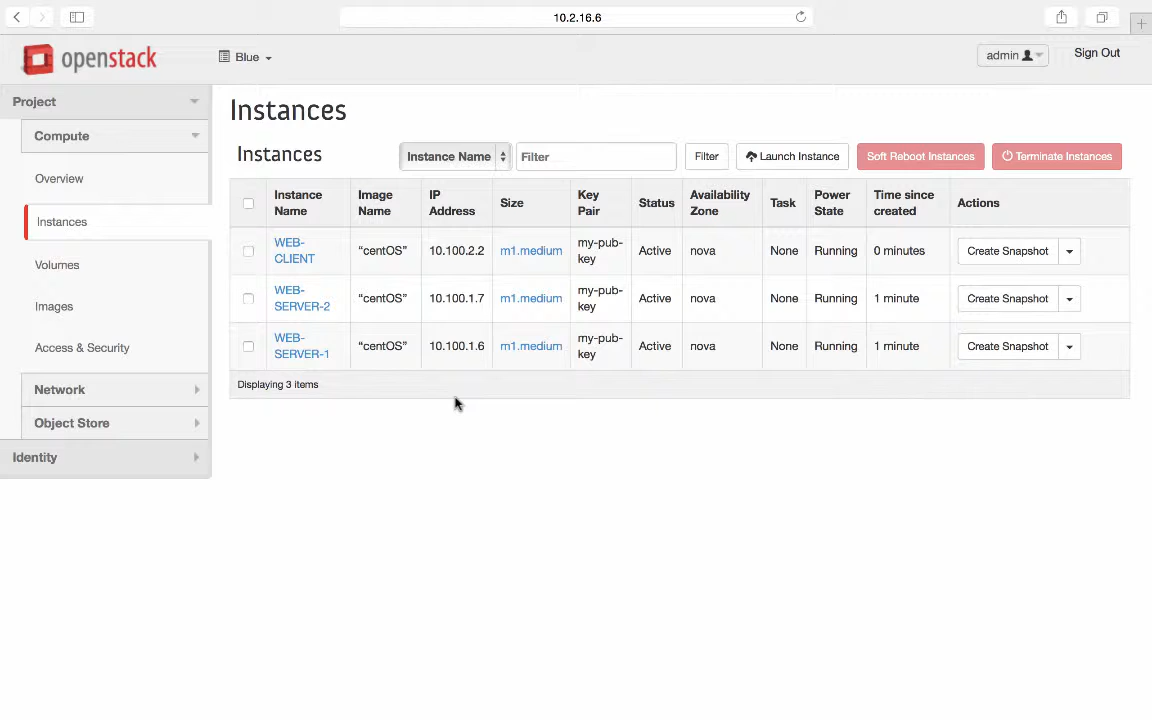 10.2.16.6
openstack
Blue
admin
Sign Out
Project
Compute
Overview
Instances
Volumes
Images
Access & Security
Network
Object Store
Identity
Instances
Instances
Instance Name
Filter
Filter
Launch Instance
Soft Reboot Instances
Terminate Instances
Instance Name Image Name IP Address Size Key Pair Status Availability Zone Task Power State Time since created Actions
WEB-CLIENT “centOS” 10.100.2.2 m1.medium my-pub-key Active nova None Running 0 minutes Create Snapshot
WEB-SERVER-2 “centOS” 10.100.1.7 m1.medium my-pub-key Active nova None Running 1 minute Create Snapshot
WEB-SERVER-1 “centOS” 10.100.1.6 m1.medium my-pub-key Active nova None Running 1 minute Create Snapshot
Displaying 3 items